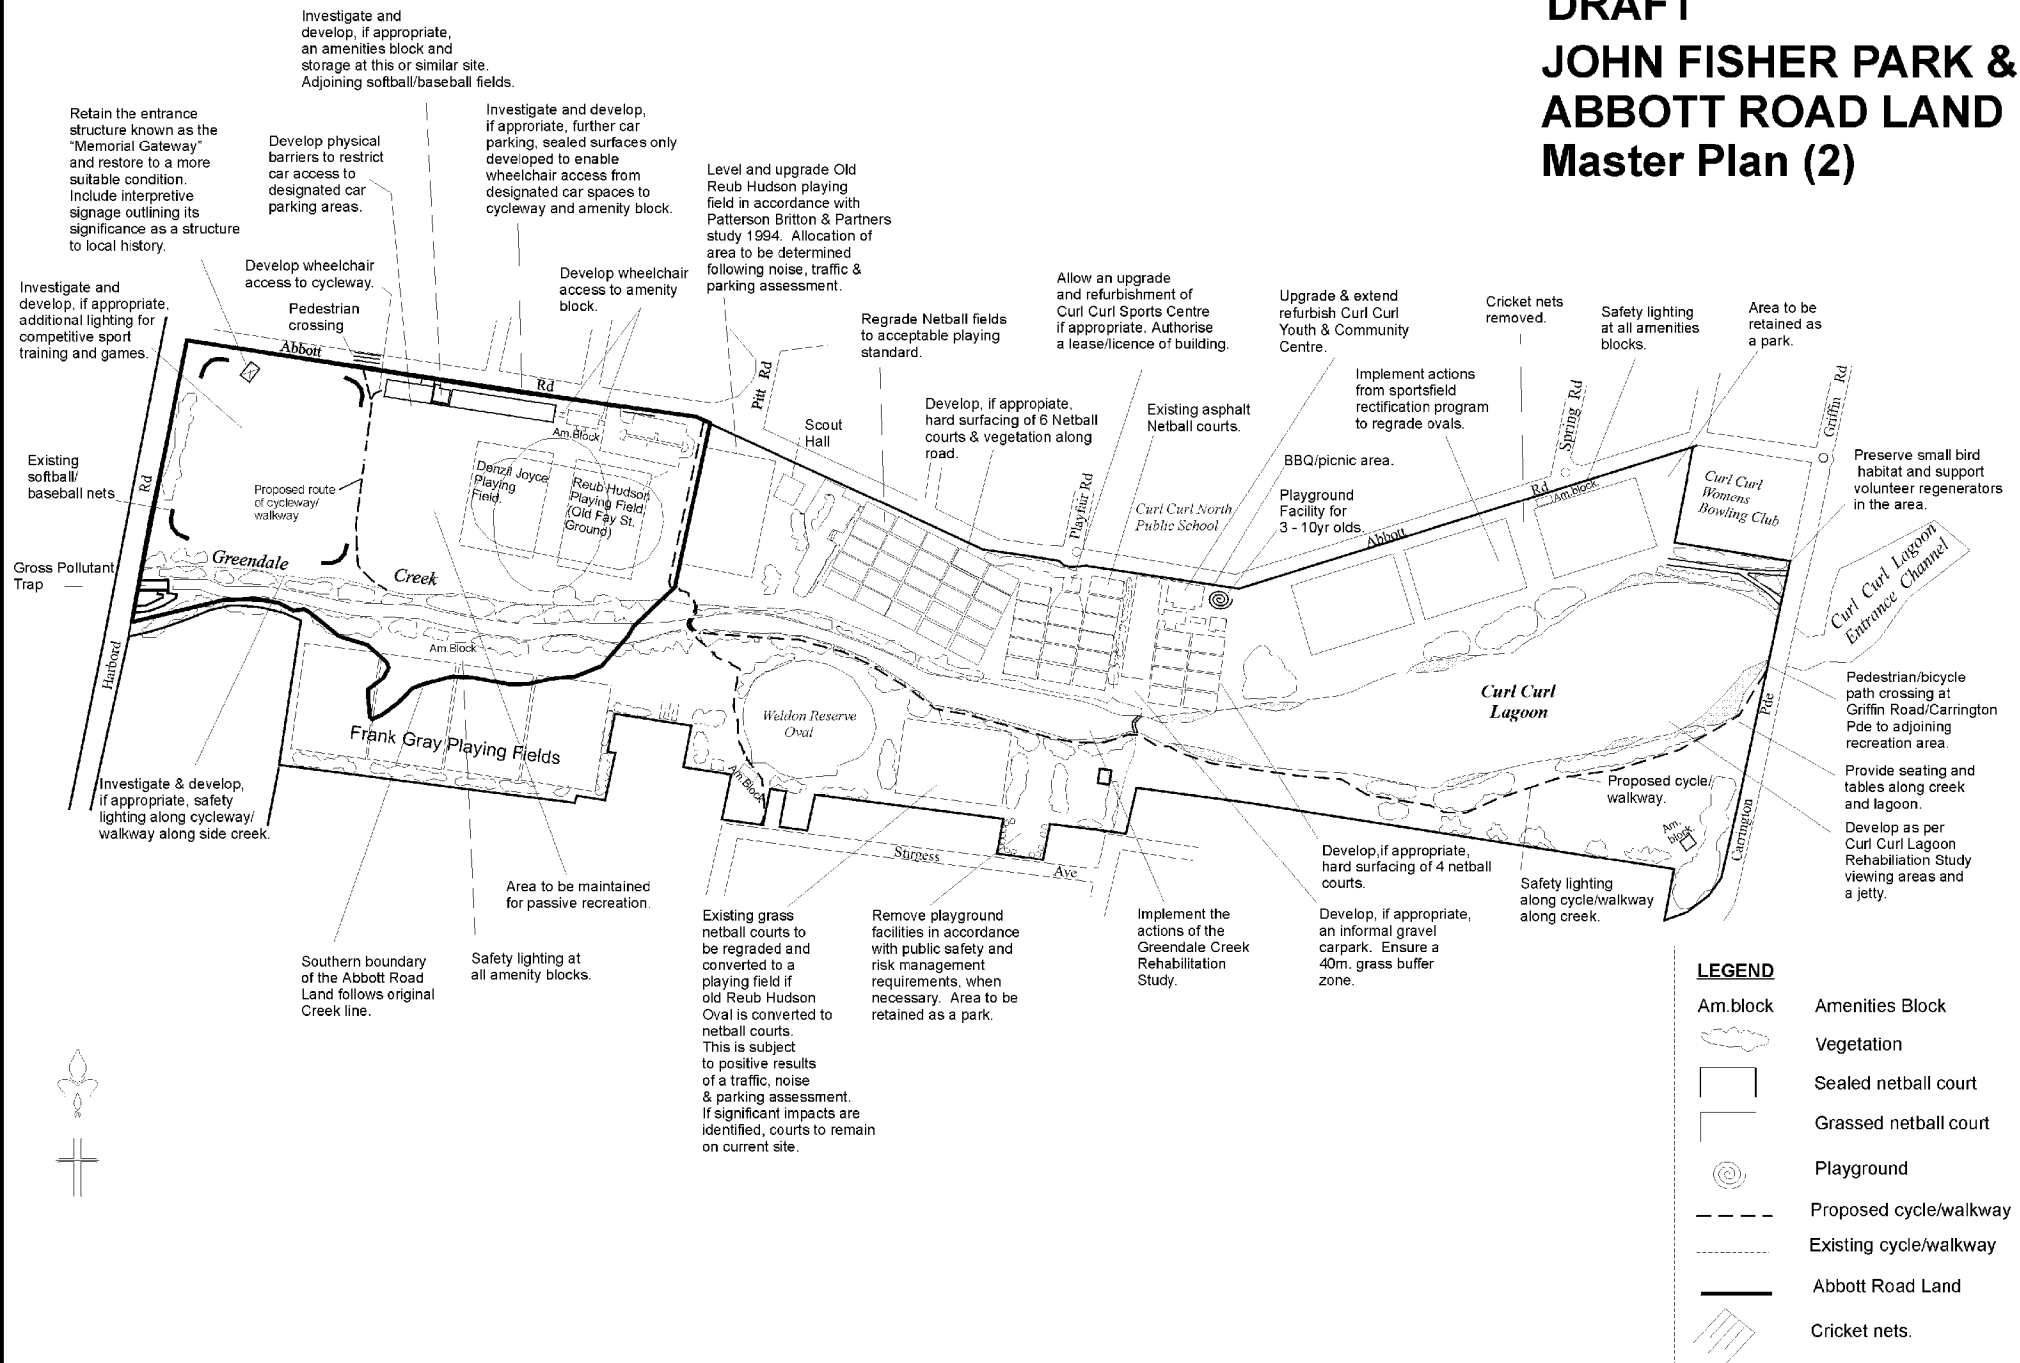 DRAFT
JOHN FISHER PARK &
ABBOTT ROAD LAND
Master Plan (2)
Investigate and
develop, if appropriate,
an amenities block and
storage at this or similar site.
Adjoining softball/baseball fields.
Retain the entrance
structure known as the
"Memorial Gateway"
and restore to a more
suitable condition.
Include interpretive
signage outlining its
significance as a structure
to local history.
Develop physical
barriers to restrict
car access to
designated car
parking areas.
Investigate and develop,
if approriate, further car
parking, sealed surfaces only
developed to enable
wheelchair access from
designated car spaces to
cycleway and amenity block.
Level and upgrade Old
Reub Hudson playing
field in accordance with
Patterson Britton & Partners
study 1994. Allocation of
area to be determined
following noise, traffic &
parking assessment.
Develop wheelchair
access to cycleway.
Pedestrian
crossing
Develop wheelchair
access to amenity
block.
Investigate and
develop, if appropriate,
additional lighting for
competitive sport
training and games.
Regrade Netball fields
to acceptable playing
standard.
Allow an upgrade
and refurbishment of
Curl Curl Sports Centre
if appropriate. Authorise
a lease/licence of building.
Upgrade & extend
refurbish Curl Curl
Youth & Community
Centre.
Cricket nets
removed.
Safety lighting
at all amenities
blocks.
Area to be
retained as
a park.
Implement actions
from sportsfield
rectification program
to regrade ovals.
Develop, if appropiate,
hard surfacing of 6 Netball
courts & vegetation along
road.
Existing asphalt
Netball courts.
BBQ/picnic area.
Playground
Facility for
3 - 10yr olds.
Scout
Hall
Abbott
Rd
Pitt Rd
Playfair Rd
Curl Curl North
Public School
Abbott
Rd
Spring Rd
Griffin Rd
Am.block
Curl Curl
Womens
Bowling Club
Preserve small bird
habitat and support
volunteer regenerators
in the area.
Curl Curl Lagoon
Entrance Channel
Existing
softball/
baseball nets
Rd
Proposed route
of cycleway/
walkway
Am.Block
Denzil Joyce
Playing
Field.
Reub Hudson
Playing Field
(Old Fay St.
Ground)
Gross Pollutant
Trap
Greendale
Creek
Harbord
Am.Block
Frank Gray Playing Fields
Weldon Reserve
Oval
Am.Block
Curl Curl
Lagoon
Pde
Pedestrian/bicycle
path crossing at
Griffin Road/Carrington
Pde to adjoining
recreation area.
Provide seating and
tables along creek
and lagoon.
Develop as per
Curl Curl Lagoon
Rehabiliation Study
viewing areas and
a jetty.
Proposed cycle/
walkway.
Am.
block
Carrington
Investigate & develop,
if appropriate, safety
lighting along cycleway/
walkway along side creek.
Sturgess
Ave
Area to be maintained
for passive recreation.
Southern boundary
of the Abbott Road
Land follows original
Creek line.
Safety lighting at
all amenity blocks.
Existing grass
netball courts to
be regraded and
converted to a
playing field if
old Reub Hudson
Oval is converted to
netball courts.
This is subject
to positive results
of a traffic, noise
& parking assessment.
If significant impacts are
identified, courts to remain
on current site.
Remove playground
facilities in accordance
with public safety and
risk management
requirements, when
necessary. Area to be
retained as a park.
Implement the
actions of the
Greendale Creek
Rehabilitation
Study.
Develop,if appropriate,
hard surfacing of 4 netball
courts.
Develop, if appropriate,
an informal gravel
carpark. Ensure a
40m. grass buffer
zone.
Safety lighting
along cycle/walkway
along creek.
LEGEND
Am.block Amenities Block
Vegetation
Sealed netball court
Grassed netball court
Playground
Proposed cycle/walkway
Existing cycle/walkway
Abbott Road Land
Cricket nets.